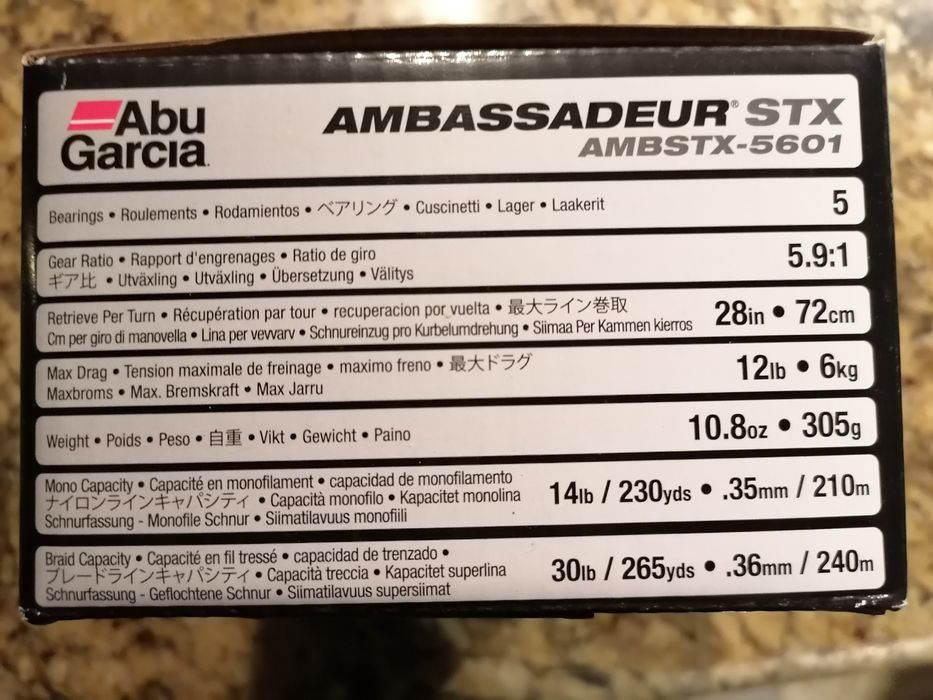 Abu
Garcia
AMBASSADEUR® STX
AMBSTX-5601
Bearings • Roulements • Rodamientos • ベアリング • Cuscinetti • Lager • Laakerit
5
Gear Ratio • Rapport d'engrenages • Ratio de giro
ギア比 • Utväxling • Utväxling • Übersetzung • Välitys
5.9:1
Retrieve Per Turn • Récupération par tour • recuperacion por vuelta • 最大ライン巻取
Cm per giro di manovella • Lina per vevvarv • Schnureinzug pro Kurbelumdrehung • Siimaa Per Kammen kierros
28in • 72cm
Max Drag • Tension maximale de freinage • maximo freno • 最大ドラグ
Maxbroms • Max. Bremskraft • Max Jarru
12lb • 6kg
Weight • Poids • Peso • 自重 • Vikt • Gewicht • Paino
10.8oz • 305g
Mono Capacity • Capacité en monofilament • capacidad de monofilamento
ナイロンラインキャパシティ • Capacità monofilo • Kapacitet monolina
Schnurfassung - Monofile Schnur • Siimatilavuus monofiili
14lb / 230yds • .35mm / 210m
Braid Capacity • Capacité en fil tressé • capacidad de trenzado •
ブレードラインキャパシティ • Capacità treccia • Kapacitet superlina
Schnurfassung - Geflochtene Schnur • Siimatilavuus supersiimat
30lb / 265yds • .36mm / 240m